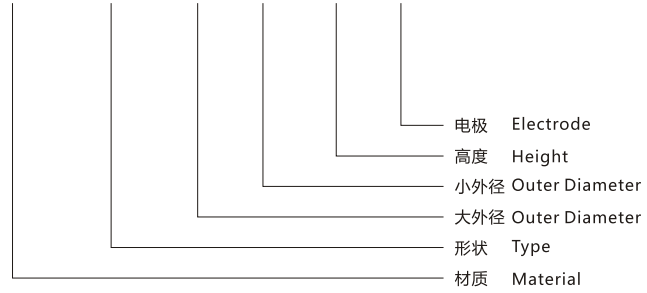 电极 Electrode
高度 Height
小外径 Outer Diameter
大外径 Outer Diameter
形状 Type
材质 Material